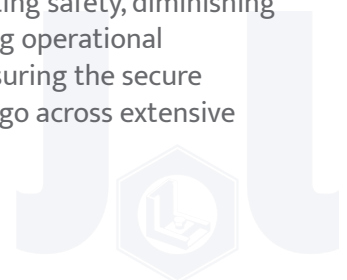 ting safety, diminishing
g operational
suring the secure
go across extensive